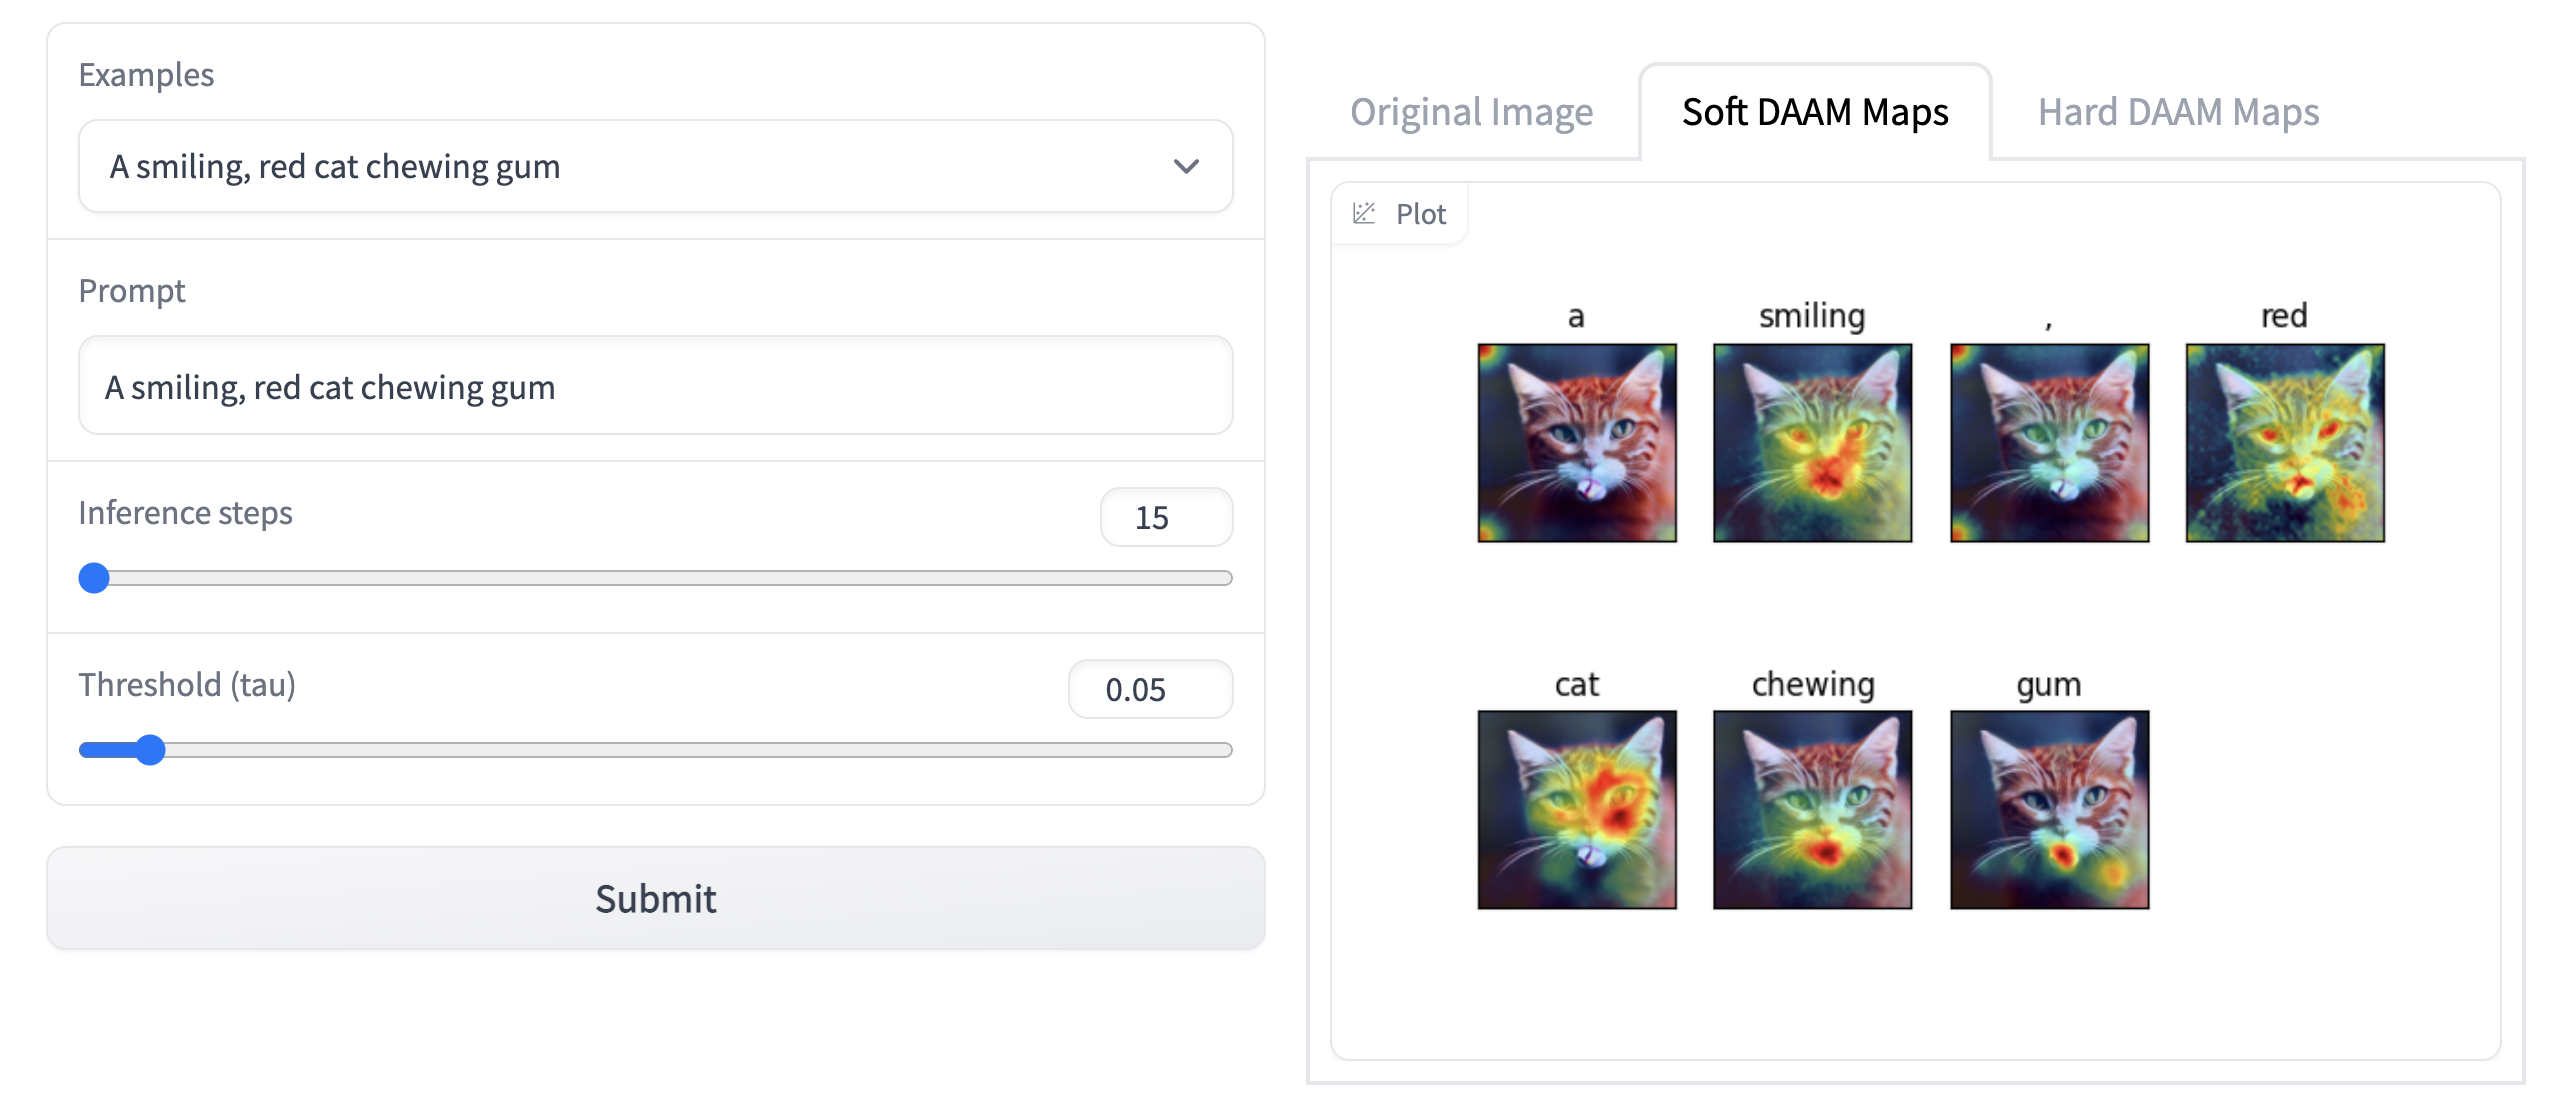 Examples
A smiling, red cat chewing gum
Prompt
A smiling, red cat chewing gum
Inference steps
15
Threshold (tau)
0.05
Submit
Original Image
Soft DAAM Maps
Hard DAAM Maps
Plot
a smiling , red
cat chewing gum